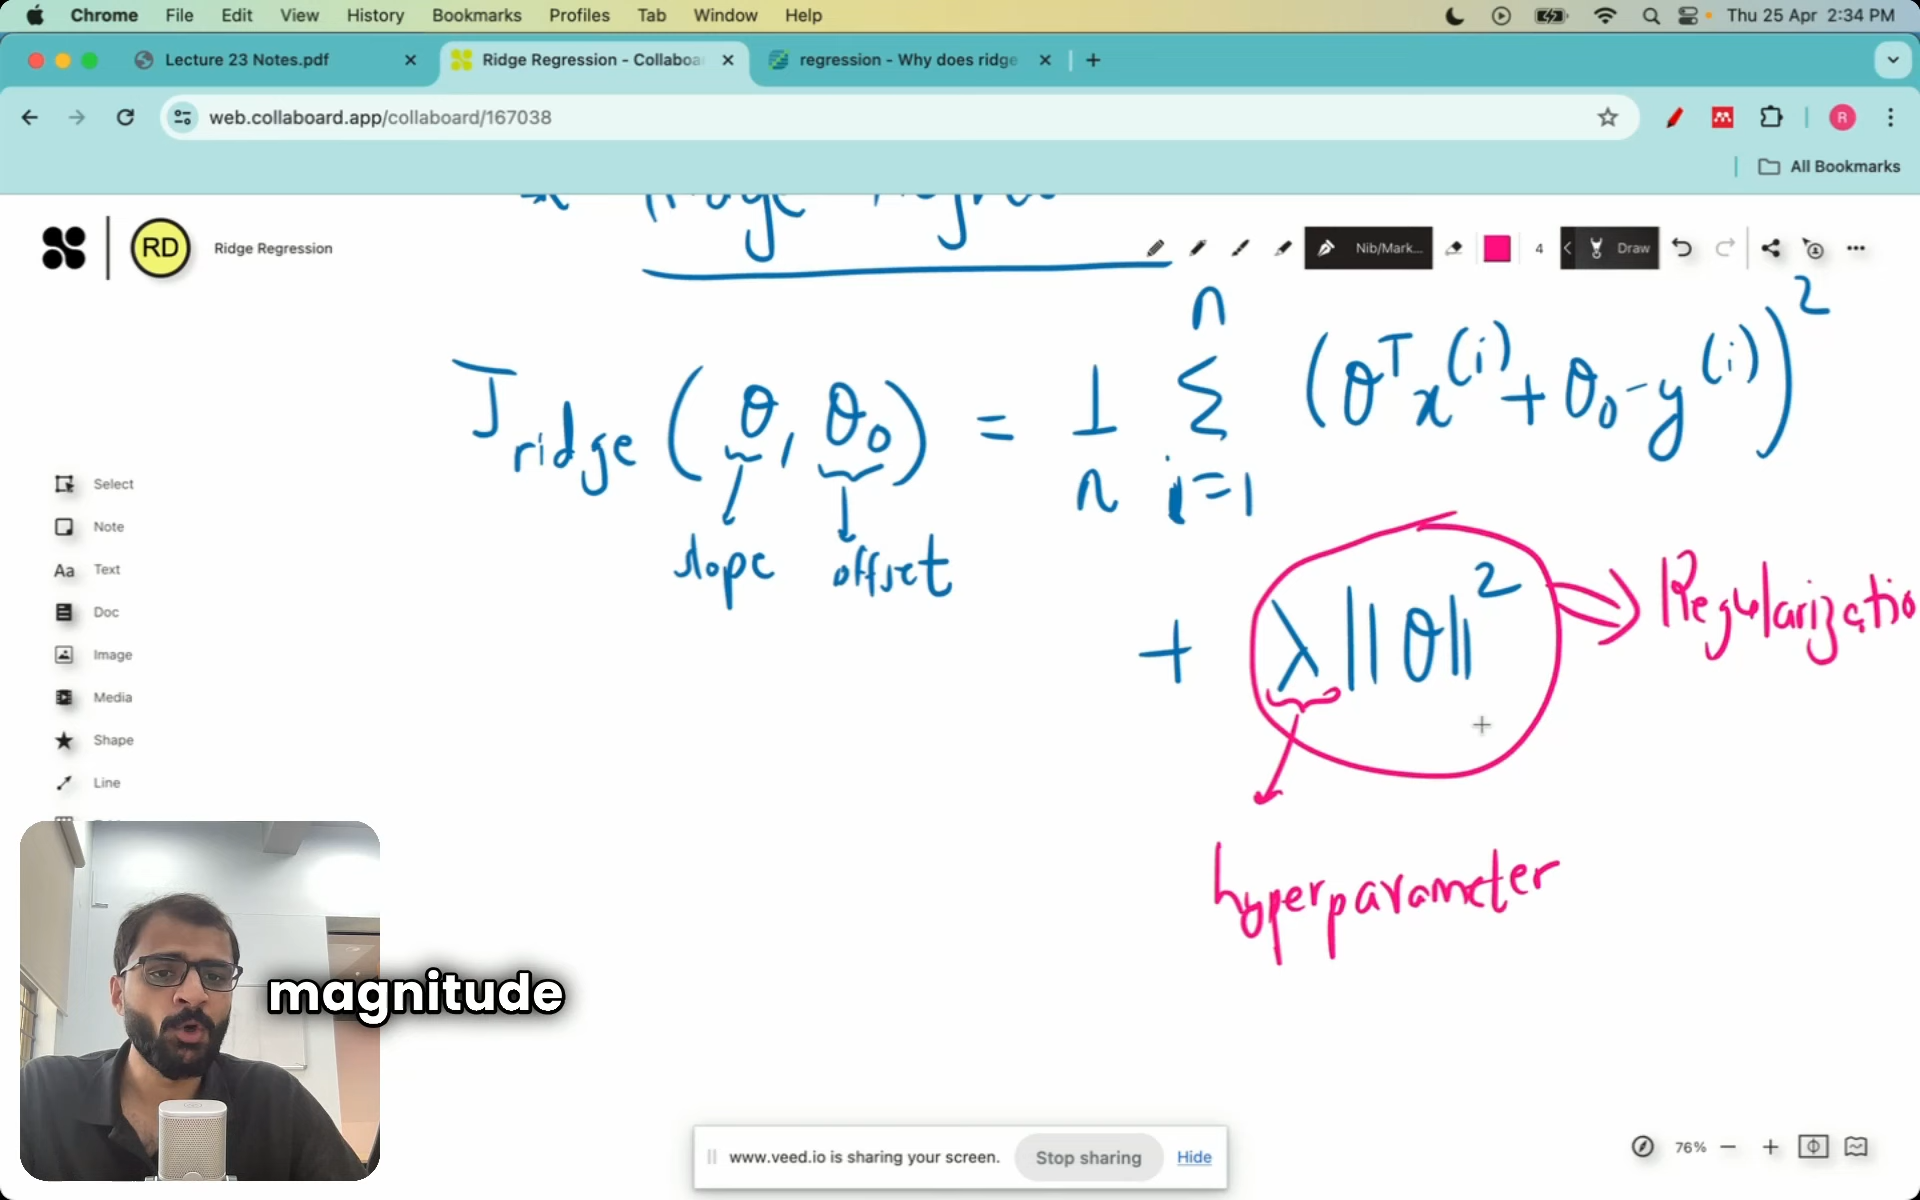 Chrome File Edit View History Bookmarks Profiles Tab Window Help Thu 25 Apr 2:34 PM
Lecture 23 Notes.pdf Ridge Regression - Collaboa regression - Why does ridge
web.collaboard.app/collaboard/167038 R
All Bookmarks
RD Ridge Regression Nib/Mark... 4 Draw
J ridge (θ, θ₀) = 1/n Σ i=1 n (θᵀx⁽ⁱ⁾ + θ₀ - y⁽ⁱ⁾)²
slope offset
+ λ||θ||² ⇒ Regularizatio
hyperparameter
Select
Note
Aa Text
Doc
Image
Media
Shape
Line
magnitude
www.veed.io is sharing your screen. Stop sharing Hide
76%